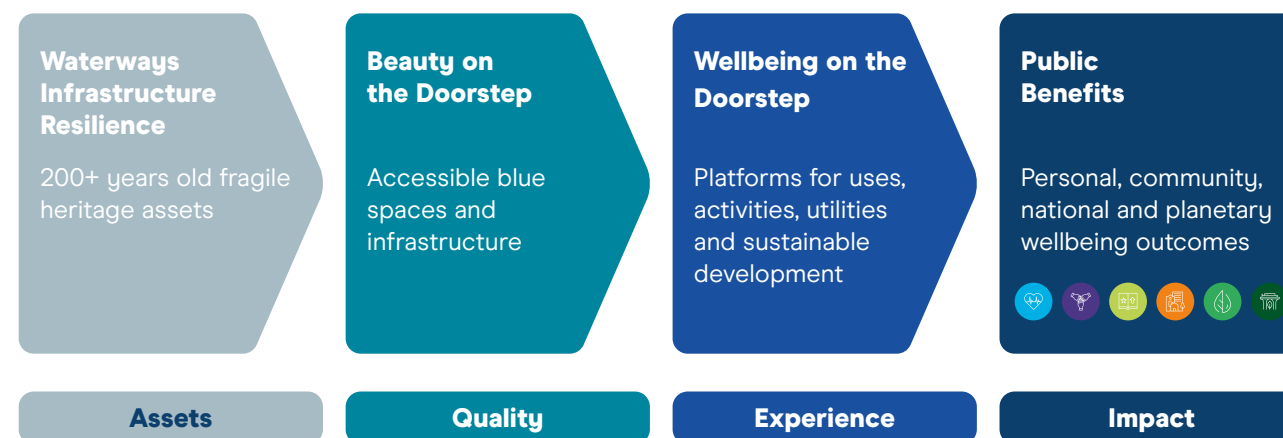 Waterways
Infrastructure
Resilience
200+ years old fragile
heritage assets
Beauty on
the Doorstep
Accessible blue
spaces and
infrastructure
Wellbeing on the
Doorstep
Platforms for uses,
activities, utilities
and sustainable
development
Public
Benefits
Personal, community,
national and planetary
wellbeing outcomes
Assets
Quality
Experience
Impact